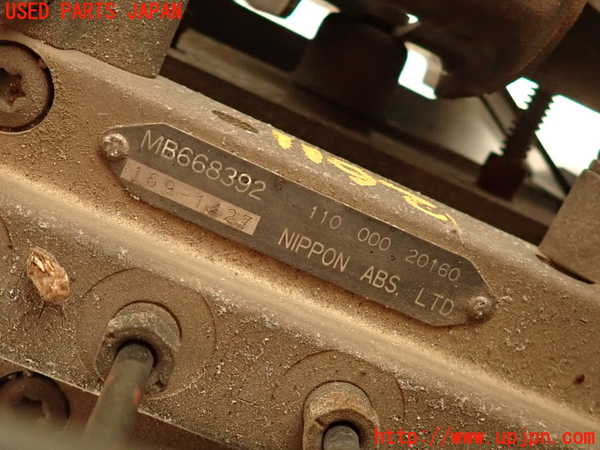 USED PARTS JAPAN
MB668392
169-1427
110 000 20160
NIPPON ABS. LTD
http://www.upjpn.com